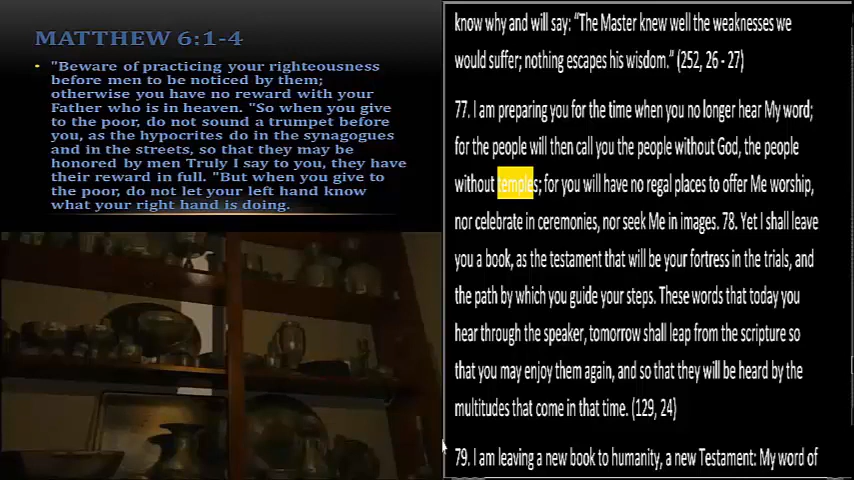 MATTHEW 6:1-4
• "Beware of practicing your righteousness
before men to be noticed by them;
otherwise you have no reward with your
Father who is in heaven. "So when you give
to the poor, do not sound a trumpet before
you, as the hypocrites do in the synagogues
and in the streets, so that they may be
honored by men Truly I say to you, they have
their reward in full. "But when you give to
the poor, do not let your left hand know
what your right hand is doing.
know why and will say: “The Master knew well the weaknesses we
would suffer; nothing escapes his wisdom.” (252, 26 - 27)
77. I am preparing you for the time when you no longer hear My word;
for the people will then call you the people without God, the people
without temples; for you will have no regal places to offer Me worship,
nor celebrate in ceremonies, nor seek Me in images. 78. Yet I shall leave
you a book, as the testament that will be your fortress in the trials, and
the path by which you guide your steps. These words that today you
hear through the speaker, tomorrow shall leap from the scripture so
that you may enjoy them again, and so that they will be heard by the
multitudes that come in that time. (129, 24)
79. I am leaving a new book to humanity, a new Testament: My word of